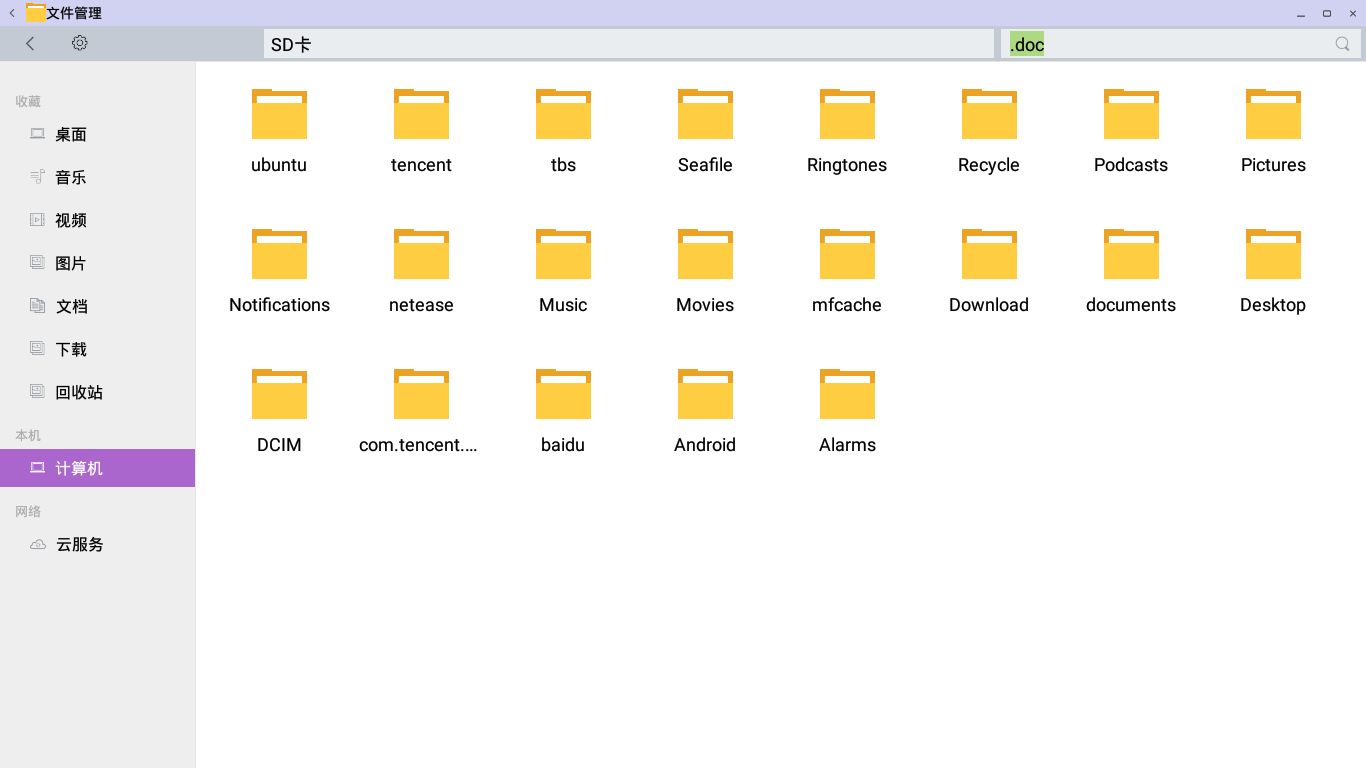 文件管理
SD卡
.doc
收藏
桌面
音乐
视频
图片
文档
下载
回收站
本机
计算机
网络
云服务
ubuntu
tencent
tbs
Seafile
Ringtones
Recycle
Podcasts
Pictures
Notifications
netease
Music
Movies
mfcache
Download
documents
Desktop
DCIM
com.tencent....
baidu
Android
Alarms